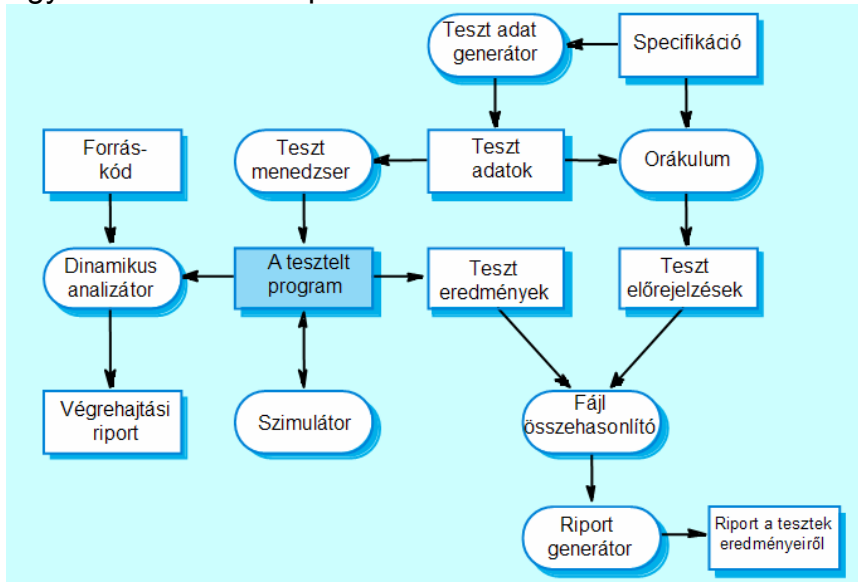 Teszt adat
generátor
Specifikáció
Forrás-
kód
Teszt
menedzser
Teszt
adatok
Orákulum
Dinamikus
analizátor
A tesztelt
program
Teszt
eredmények
Teszt
előrejelzések
Végrehajtási
riport
Szimulátor
Fájl
összehasonlító
Riport
generátor
Riport a tesztek
eredményeiről